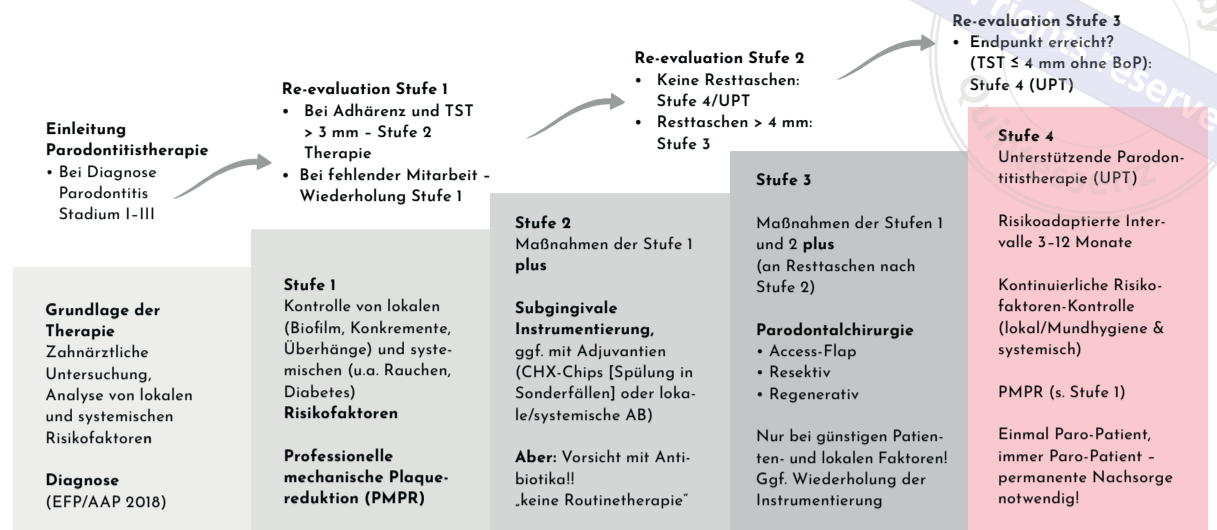 Einleitung
Parodontitistherapie
• Bei Diagnose
Parodontitis
Stadium I–III
Grundlage der
Therapie
Zahnärztliche
Untersuchung,
Analyse von lokalen
und systemischen
Risikofaktoren
Diagnose
(EFP/AAP 2018)
Re-evaluation Stufe 1
• Bei Adhärenz und TST
> 3 mm – Stufe 2
Therapie
• Bei fehlender Mitarbeit –
Wiederholung Stufe 1
Stufe 1
Kontrolle von lokalen
(Biofilm, Konkremente,
Überhänge) und syste-
mischen (u.a. Rauchen,
Diabetes)
Risikofaktoren
Professionelle
mechanische Plaque-
reduktion (PMPR)
Re-evaluation Stufe 2
• Keine Resttaschen:
Stufe 4/UPT
• Resttaschen > 4 mm:
Stufe 3
Stufe 2
Maßnahmen der Stufe 1
plus
Subgingivale
Instrumentierung,
ggf. mit Adjuvantien
(CHX-Chips [Spülung in
Sonderfällen] oder loka-
le/systemische AB)
Aber: Vorsicht mit Anti-
biotika!!
„keine Routinetherapie“
Re-evaluation Stufe 3
• Endpunkt erreicht?
(TST ≤ 4 mm ohne BoP):
Stufe 4 (UPT)
Stufe 3
Maßnahmen der Stufen 1
und 2 plus
(an Resttaschen nach
Stufe 2)
Parodontalchirurgie
• Access-Flap
• Resektiv
• Regenerativ
Nur bei günstigen Patien-
ten- und lokalen Faktoren!
Ggf. Wiederholung der
Instrumentierung
Stufe 4
Unterstützende Parodon-
titistherapie (UPT)
Risikoadaptierte Inter-
valle 3–12 Monate
Kontinuierliche Risiko-
faktoren-Kontrolle
(lokal/Mundhygiene &
systemisch)
PMPR (s. Stufe 1)
Einmal Paro-Patient,
immer Paro-Patient –
permanente Nachsorge
notwendig!
by
rights reserve
Quintessenz